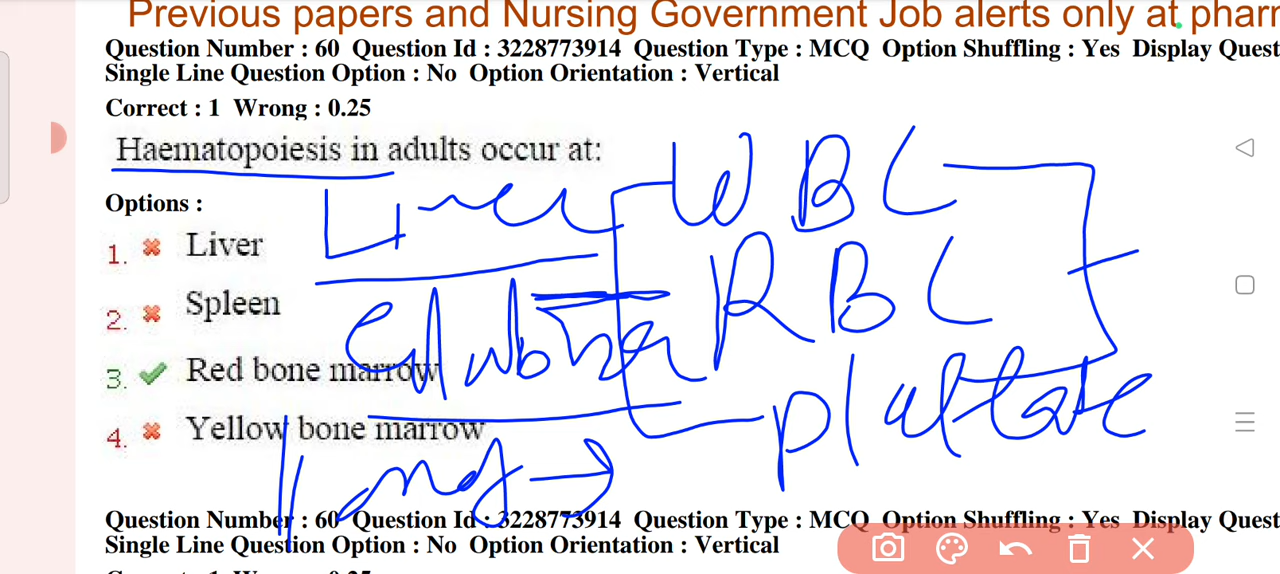 Previous papers and Nursing Government Job alerts only at pharm
Question Number : 60 Question Id : 3228773914 Question Type : MCQ Option Shuffling : Yes Display Quest
Single Line Question Option : No Option Orientation : Vertical
Correct : 1 Wrong : 0.25
Haematopoiesis in adults occur at:
WBC
Options :
Liver
1. Liver
RBC
2. Spleen
3. Red bone marrow
4. Yellow bone marrow
Question Number : 60 Question Id : 3228773914 Question Type : MCQ Option Shuffling : Yes Display Quest
Single Line Question Option : No Option Orientation : Vertical